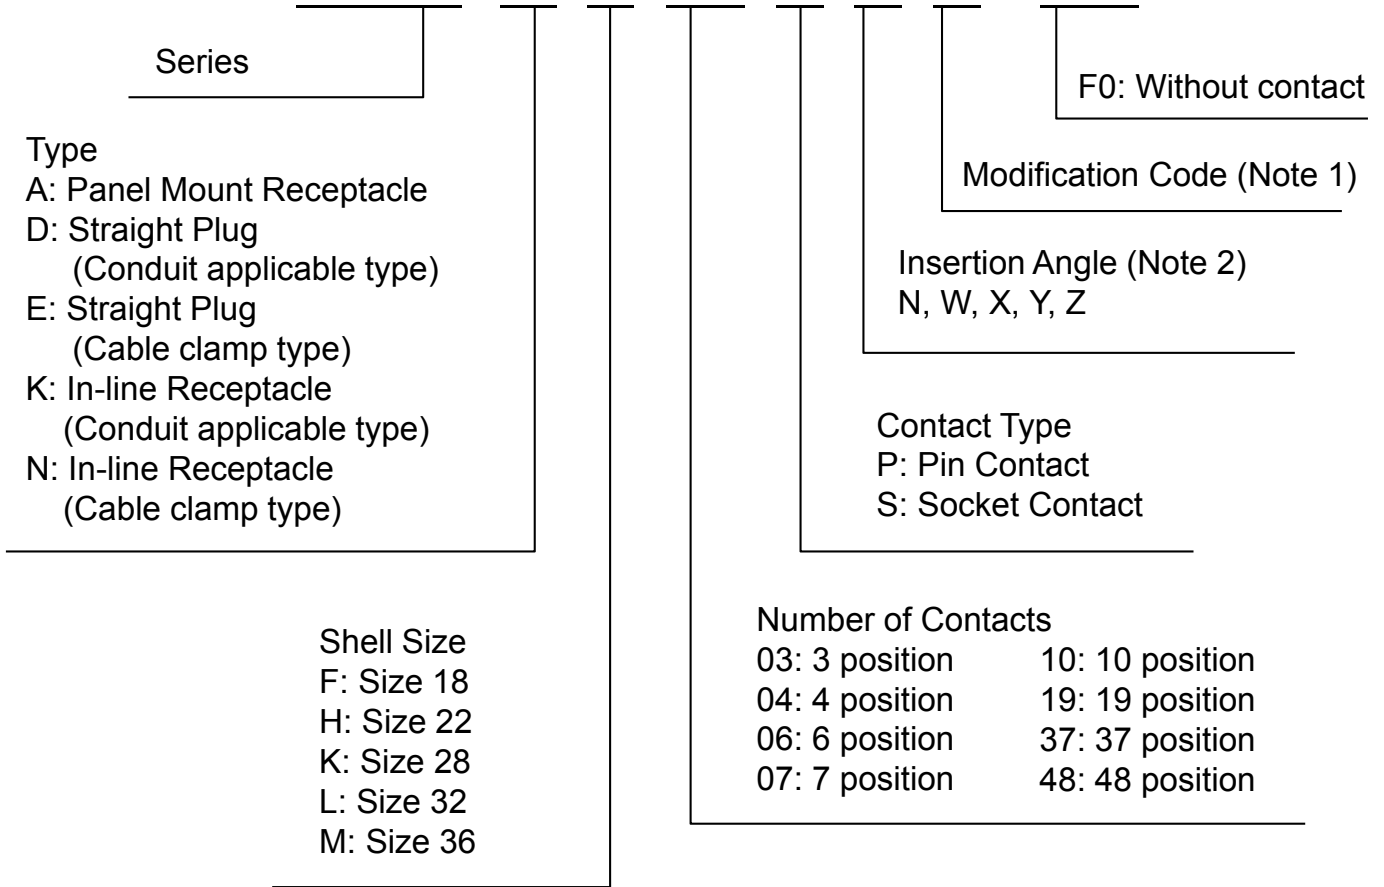 Series
F0: Without contact
Type
A: Panel Mount Receptacle
D: Straight Plug
(Conduit applicable type)
E: Straight Plug
(Cable clamp type)
K: In-line Receptacle
(Conduit applicable type)
N: In-line Receptacle
(Cable clamp type)
Modification Code (Note 1)
Insertion Angle (Note 2)
N, W, X, Y, Z
Contact Type
P: Pin Contact
S: Socket Contact
Shell Size
F: Size 18
H: Size 22
K: Size 28
L: Size 32
M: Size 36
Number of Contacts
03: 3 position 10: 10 position
04: 4 position 19: 19 position
06: 6 position 37: 37 position
07: 7 position 48: 48 position